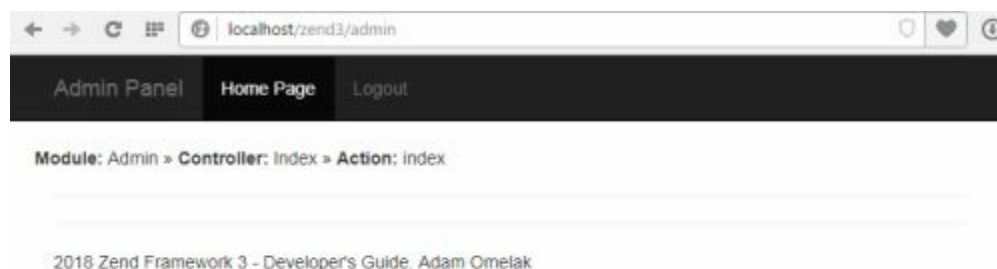 localhost/zend3/admin
Admin Panel Home Page Logout
Module: Admin » Controller: Index » Action: index
2018 Zend Framework 3 - Developer's Guide. Adam Omelak